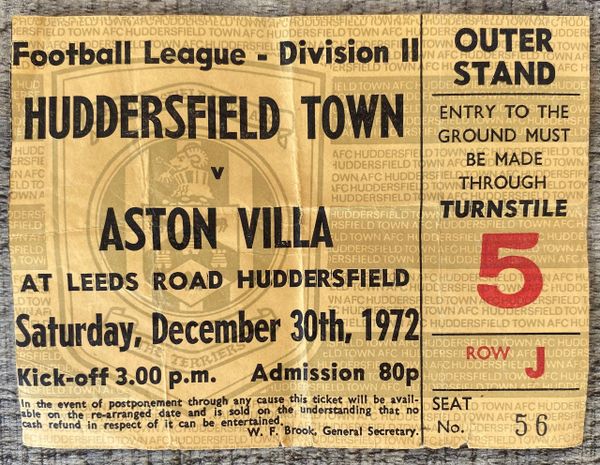 Football League - Division II
HUDDERSFIELD TOWN
v
ASTON VILLA
AT LEEDS ROAD HUDDERSFIELD
Saturday, December 30th, 1972
Kick-off 3.00 p.m. Admission 80p
In the event of postponement through any cause this ticket will be avail-
able on the re-arranged date and is sold on the understanding that no
cash refund in respect of it can be entertained.
W. F. Brook, General Secretary.
OUTER
STAND
ENTRY TO THE
GROUND MUST
BE MADE
THROUGH
TURNSTILE
5
ROW J
SEAT
No. 56
THE TERRIERS